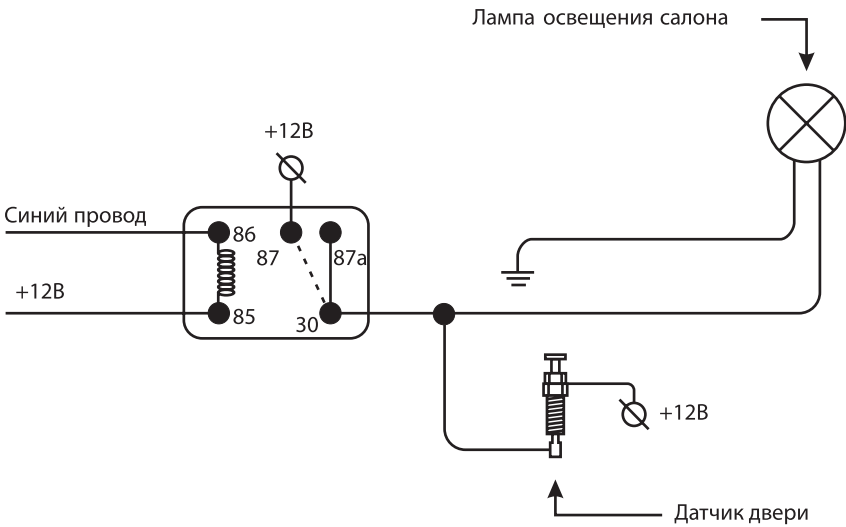 Лампа освещения салона
+12В
Синий провод
86
87
87а
+12В
85
30
+12В
Датчик двери